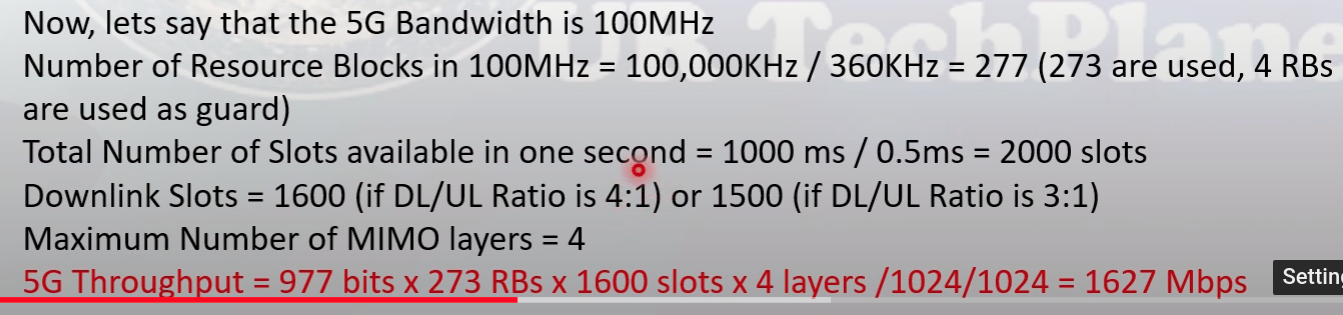 Now, lets say that the 5G Bandwidth is 100MHz
UB TechPlane
Number of Resource Blocks in 100MHz = 100,000KHz / 360KHz = 277 (273 are used, 4 RBs
are used as guard)
Total Number of Slots available in one second = 1000 ms / 0.5ms = 2000 slots
Downlink Slots = 1600 (if DL/UL Ratio is 4:1) or 1500 (if DL/UL Ratio is 3:1)
Maximum Number of MIMO layers = 4
5G Throughput = 977 bits x 273 RBs x 1600 slots x 4 layers /1024/1024 = 1627 Mbps